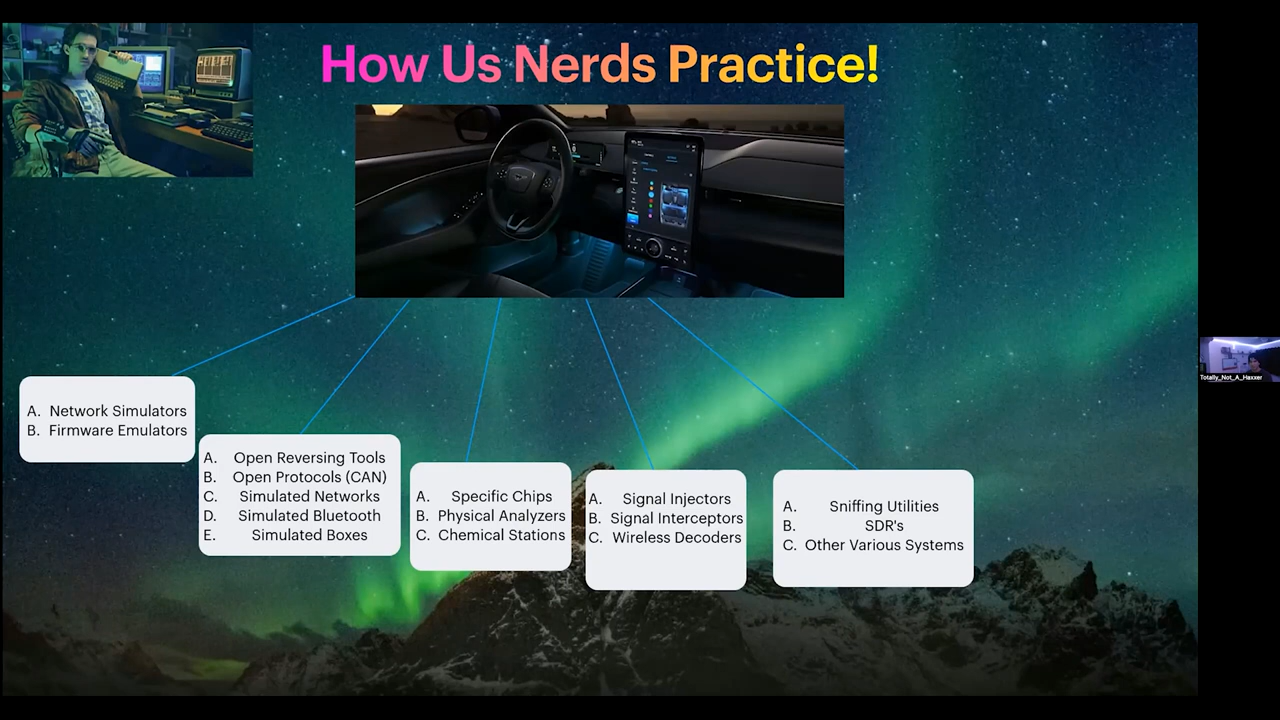 How Us Nerds Practice!
A. Network Simulators
B. Firmware Emulators
A. Open Reversing Tools
B. Open Protocols (CAN)
C. Simulated Networks
D. Simulated Bluetooth
E. Simulated Boxes
A. Specific Chips
B. Physical Analyzers
C. Chemical Stations
A. Signal Injectors
B. Signal Interceptors
C. Wireless Decoders
A. Sniffing Utilities
B. SDR's
C. Other Various Systems
Totally_Not_A_Haxxer